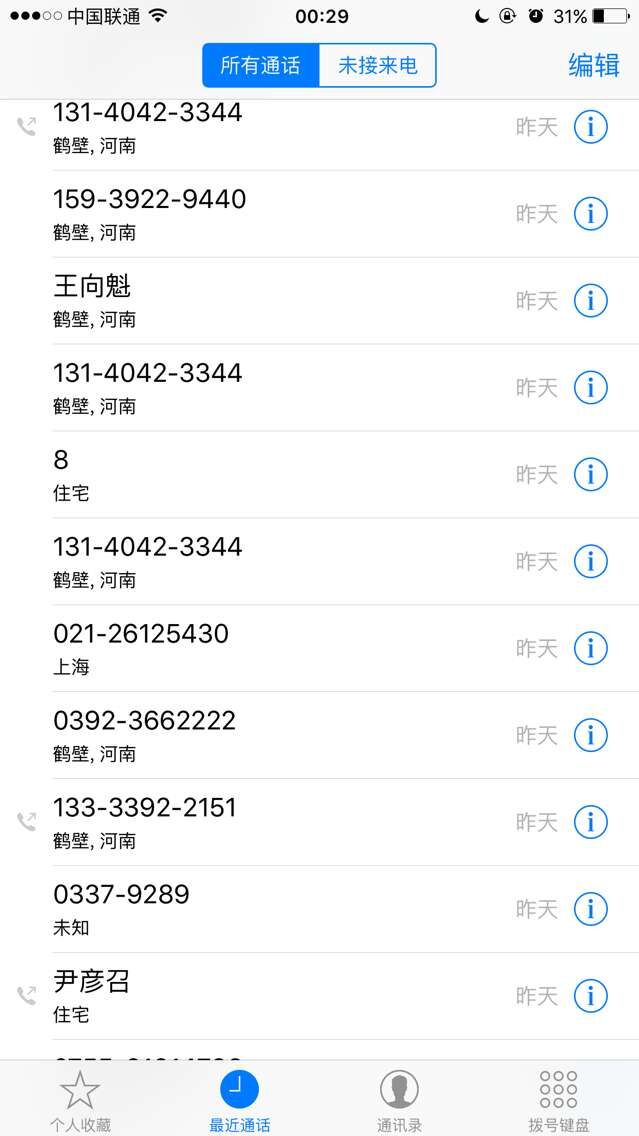 中国联通 00:29 31%
所有通话 未接来电 编辑
131-4042-3344 昨天
鹤壁, 河南
159-3922-9440 昨天
鹤壁, 河南
王向魁 昨天
鹤壁, 河南
131-4042-3344 昨天
鹤壁, 河南
8 昨天
住宅
131-4042-3344 昨天
鹤壁, 河南
021-26125430 昨天
上海
0392-3662222 昨天
鹤壁, 河南
133-3392-2151 昨天
鹤壁, 河南
0337-9289 昨天
未知
尹彦召 昨天
住宅
个人收藏 最近通话 通讯录 拨号键盘